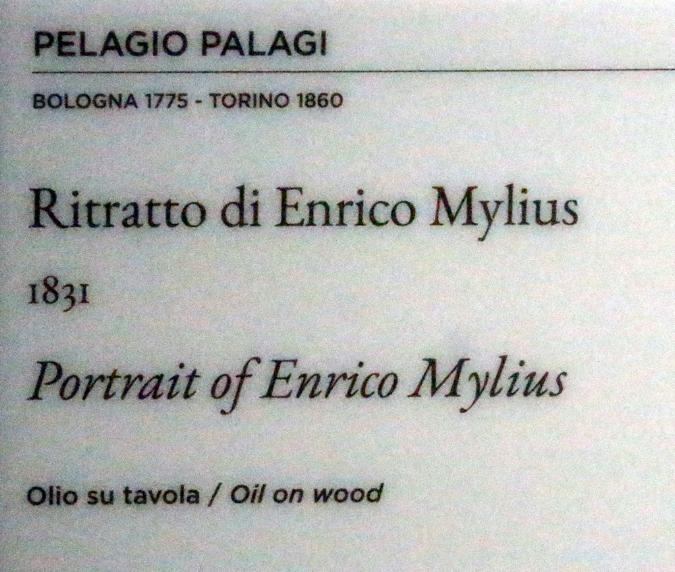 PELAGIO PALAGI
BOLOGNA 1775 - TORINO 1860
Ritratto di Enrico Mylius
1831
Portrait of Enrico Mylius
Olio su tavola / Oil on wood